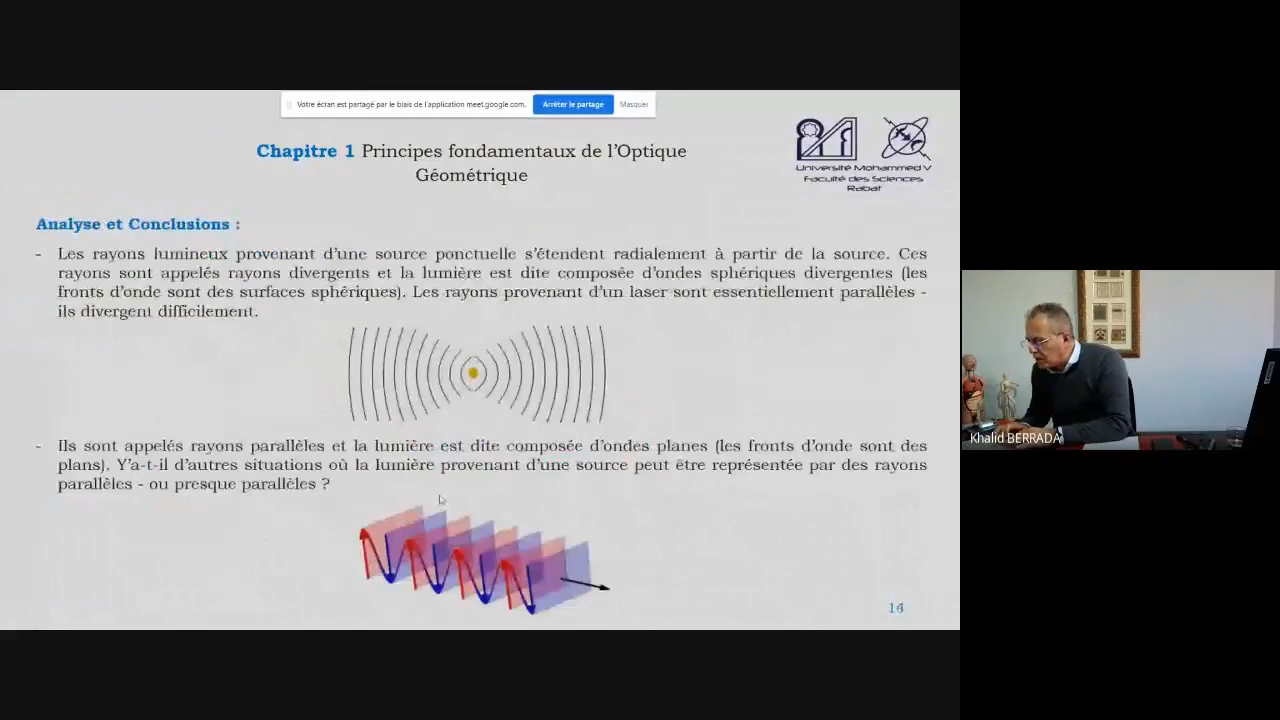 Votre écran est partagé par le biais de l'application meet.google.com.
Arrêter le partage
Masquer
Chapitre 1 Principes fondamentaux de l'Optique
Géométrique
Université Mohammed V
Faculté des Sciences
Rabat
Analyse et Conclusions :
- Les rayons lumineux provenant d'une source ponctuelle s'étendent radialement à partir de la source. Ces
rayons sont appelés rayons divergents et la lumière est dite composée d'ondes sphériques divergentes (les
fronts d'onde sont des surfaces sphériques). Les rayons provenant d'un laser sont essentiellement parallèles -
ils divergent difficilement.
- Ils sont appelés rayons parallèles et la lumière est dite composée d'ondes planes (les fronts d'onde sont des
plans). Y'a-t-il d'autres situations où la lumière provenant d'une source peut être représentée par des rayons
parallèles - ou presque parallèles ?
14
Khalid BERRADA